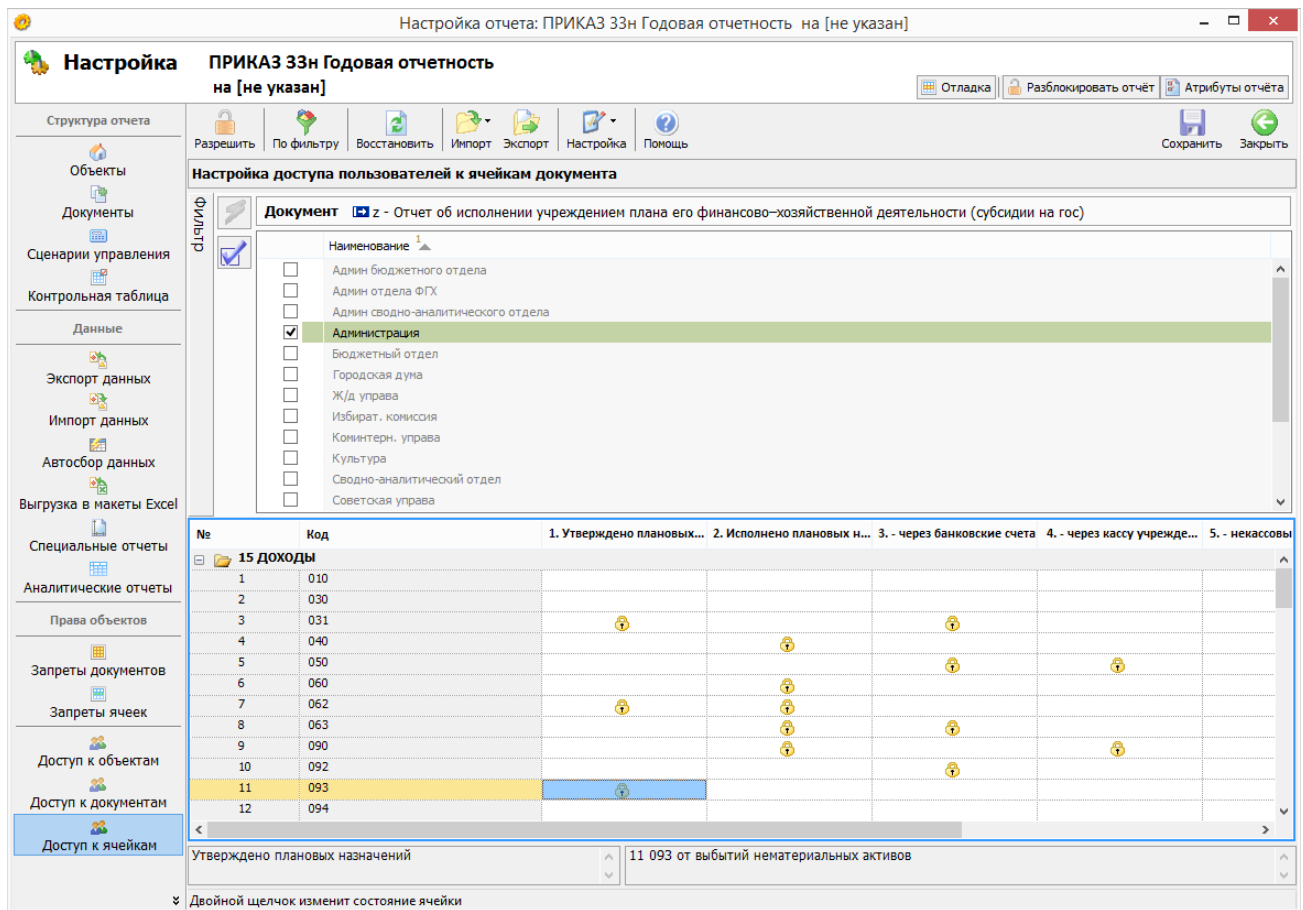 Настройка отчета: ПРИКАЗ 33н Годовая отчетность на [не указан]
Настройка
ПРИКАЗ 33н Годовая отчетность
на [не указан]
Отладка
Разблокировать отчёт
Атрибуты отчёта
Структура отчета
Объекты
Документы
Сценарии управления
Контрольная таблица
Данные
Экспорт данных
Импорт данных
Автосбор данных
Выгрузка в макеты Excel
Специальные отчеты
Аналитические отчеты
Права объектов
Запреты документов
Запреты ячеек
Доступ к объектам
Доступ к документам
Доступ к ячейкам
Разрешить По фильтру Восстановить Импорт Экспорт Настройка Помощь Сохранить Закрыть
Настройка доступа пользователей к ячейкам документа
Фильтр
Документ z - Отчет об исполнении учреждением плана его финансово–хозяйственной деятельности (субсидии на гос)
Наименование 1
Админ бюджетного отдела
Админ отдела ФГХ
Админ сводно-аналитического отдела
Администрация
Бюджетный отдел
Городская дума
Ж/д управа
Избират. комиссия
Коминтерн. управа
Культура
Сводно-аналитический отдел
Советская управа
№ Код 1. Утверждено плановых... 2. Исполнено плановых н... 3. - через банковские счета 4. - через кассу учрежде... 5. - некассовы
15 ДОХОДЫ
1 010
2 030
3 031
4 040
5 050
6 060
7 062
8 063
9 090
10 092
11 093
12 094
Утверждено плановых назначений
11 093 от выбытий нематериальных активов
Двойной щелчок изменит состояние ячейки